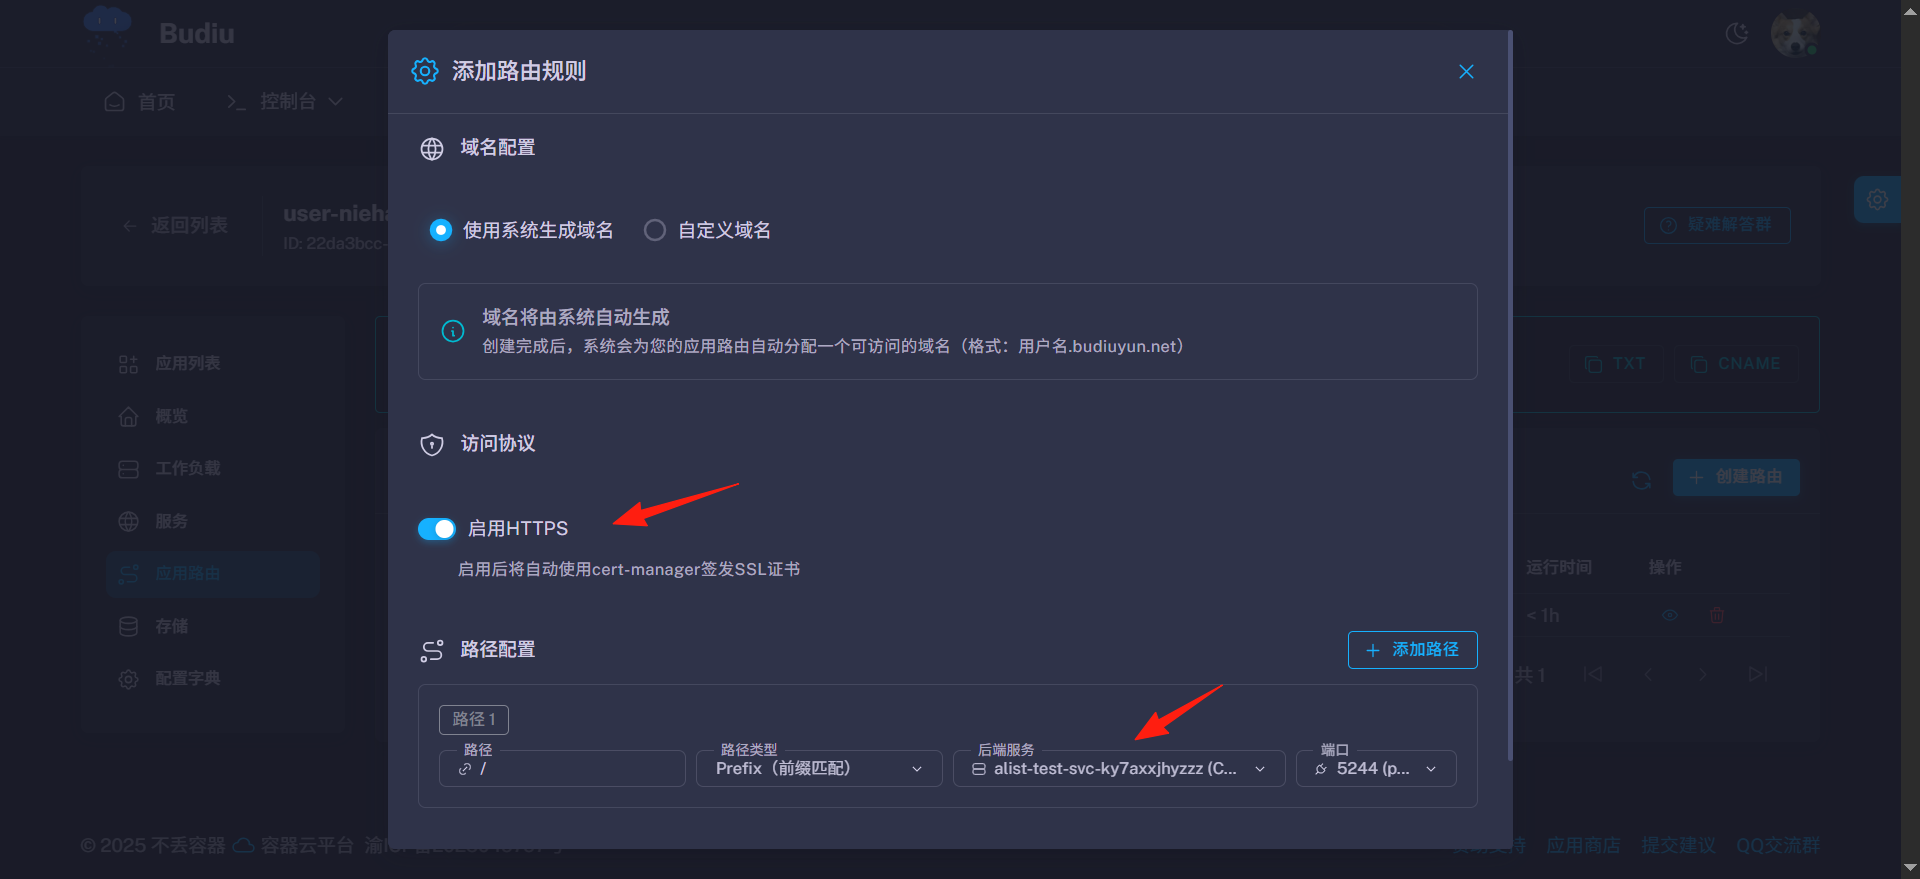 Budiu
首页
控制台
添加路由规则
域名配置
返回列表
user-nieha
ID: 22da3bcc-
使用系统生成域名
自定义域名
疑难解答群
域名将由系统自动生成
创建完成后，系统会为您的应用路由自动分配一个可访问的域名（格式：用户名.budiuyun.net）
应用列表
TXT
CNAME
概览
访问协议
工作负载
创建路由
服务
启用HTTPS
启用后将自动使用cert-manager签发SSL证书
运行时间
操作
应用路由
< 1h
存储
路径配置
添加路径
配置字典
共 1
路径 1
路径
/
路径类型
Prefix（前缀匹配）
后端服务
alist-test-svc-ky7axxjhyzzz (C...
端口
5244 (p...
© 2025 不丢容器
容器云平台
应用商店
提交建议
QQ交流群